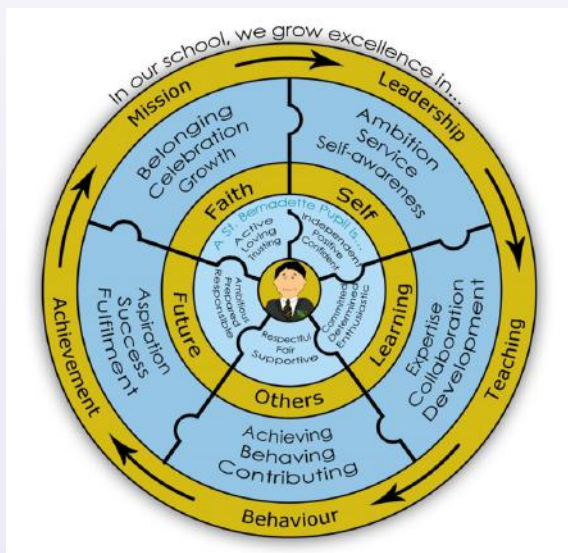 In our school, we grow excellence in...
Mission
Leadership
Teaching
Behaviour
Achievement
Belonging
Celebration
Growth
Ambition
Service
Self-awareness
Expertise
Collaboration
Development
Achieving
Behaving
Contributing
Aspiration
Success
Fulfilment
Faith
Self
Learning
Others
Future
A St. Bernadette Pupil is...
Active
Loving
Trusting
Independent
Positive
Confident
Committed
Determined
Enthusiastic
Respectful
Fair
Supportive
Ambitious
Prepared
Responsible